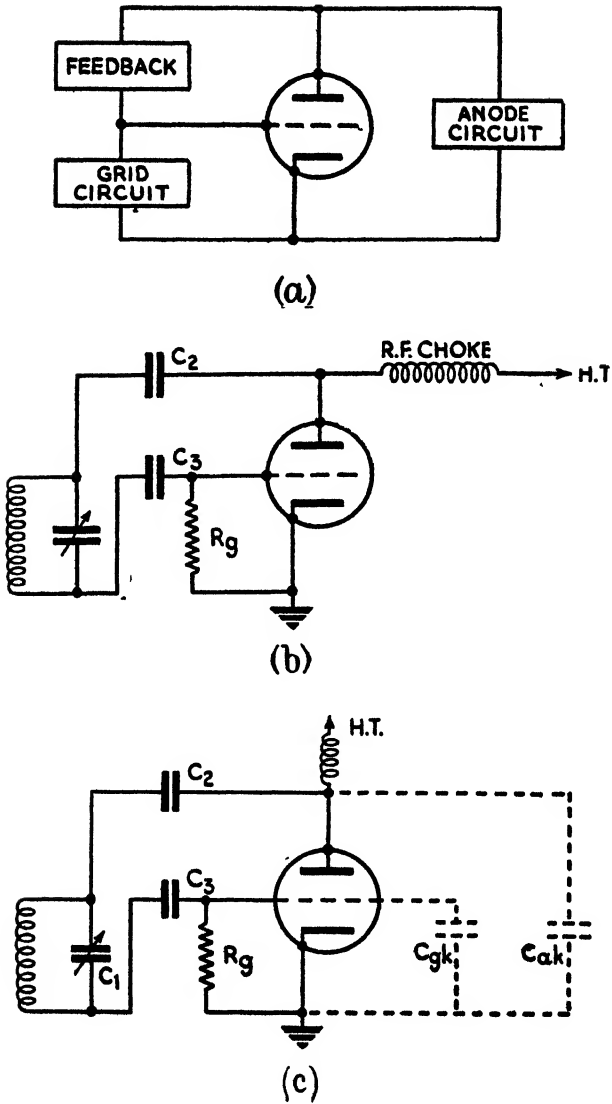 FEEDBACK
ANODE
CIRCUIT
GRID
CIRCUIT
(a)
C2
R.F. CHOKE
H.T
C3
Rg
(b)
H.T.
C2
C3
C1
Rg
Cgk
Cak
(c)